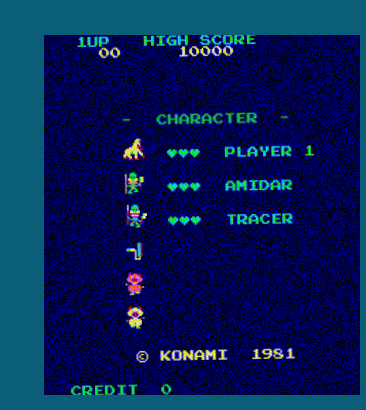 1UP HIGH SCORE
00 10000
- CHARACTER -
♥♥♥ PLAYER 1
♥♥♥ AMIDAR
♥♥♥ TRACER
© KONAMI 1981
CREDIT 0